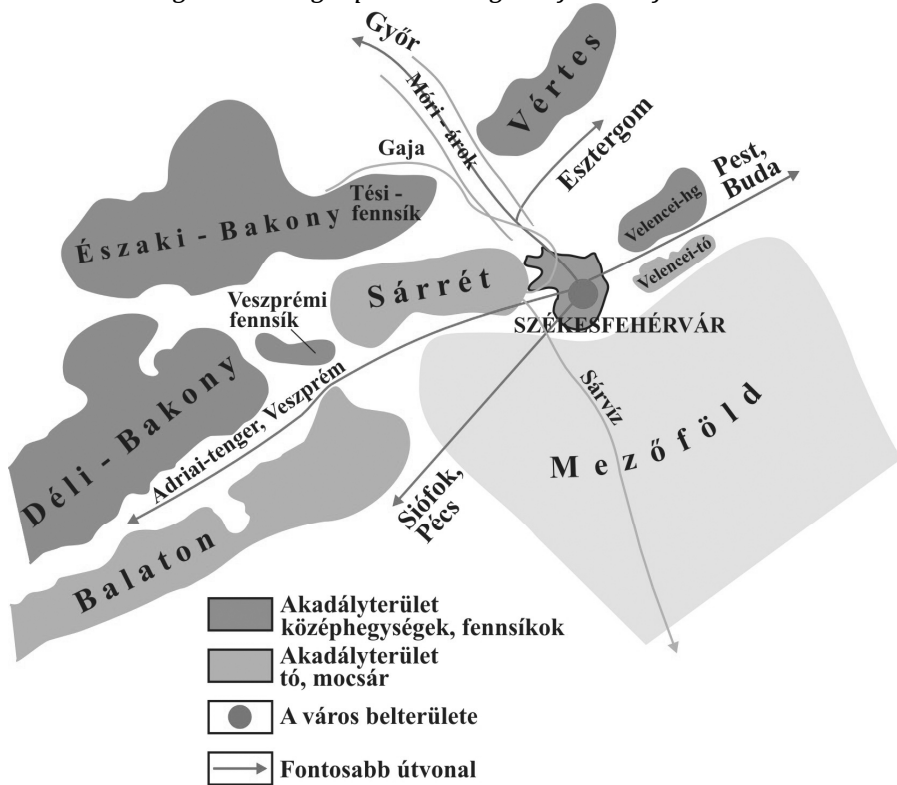 Győr
Vértes
Móri - árok
Gaja
Esztergom
Pest,
Buda
Tési -
fennsík
Északi - Bakony
Velencei-hg
Velencei-tó
Sárrét
Veszprémi
fennsík
SZÉKESFEHÉRVÁR
Déli - Bakony
Adriai-tenger, Veszprém
Sárvíz
Mezőföld
Siófok,
Pécs
Balaton
Akadályterület
középhegységek, fennsíkok
Akadályterület
tó, mocsár
A város belterülete
Fontosabb útvonal